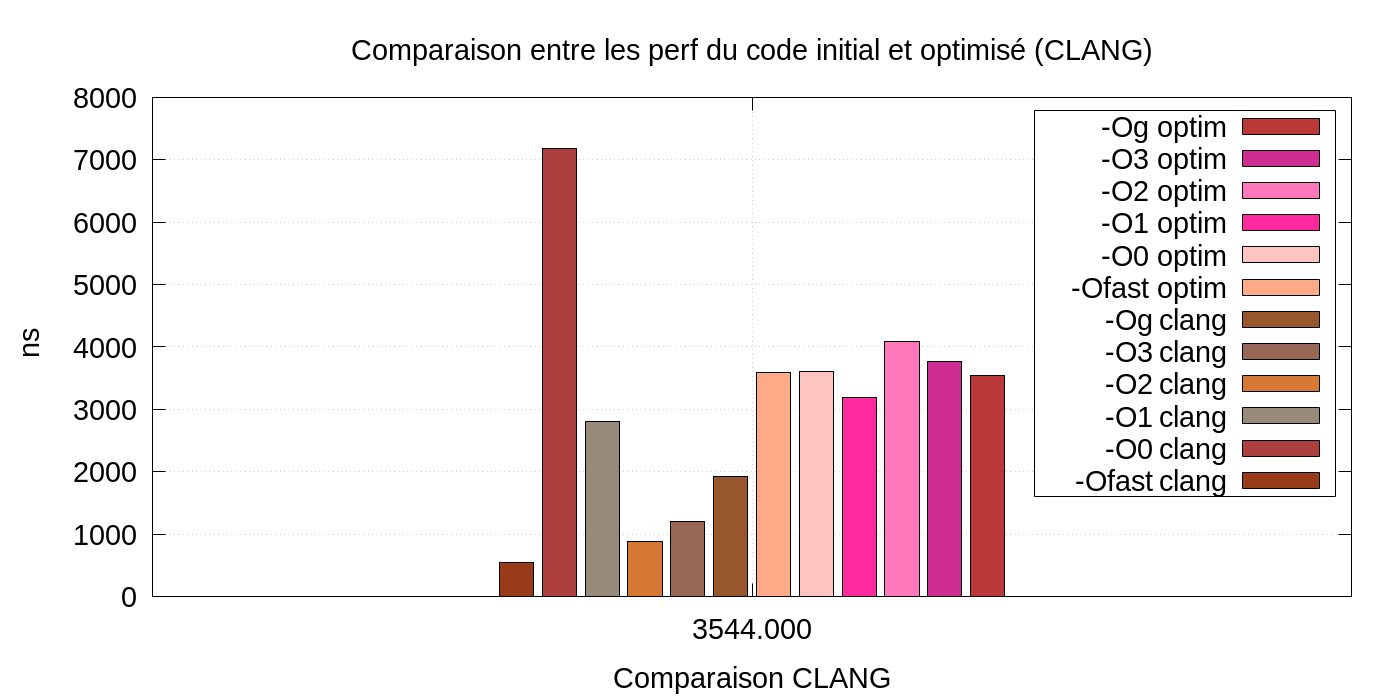 Comparaison entre les perf du code initial et optimisé (CLANG)
8000
7000
6000
5000
4000
3000
2000
1000
0
ns
-Og optim
-O3 optim
-O2 optim
-O1 optim
-O0 optim
-Ofast optim
-Og clang
-O3 clang
-O2 clang
-O1 clang
-O0 clang
-Ofast clang
3544.000
Comparaison CLANG